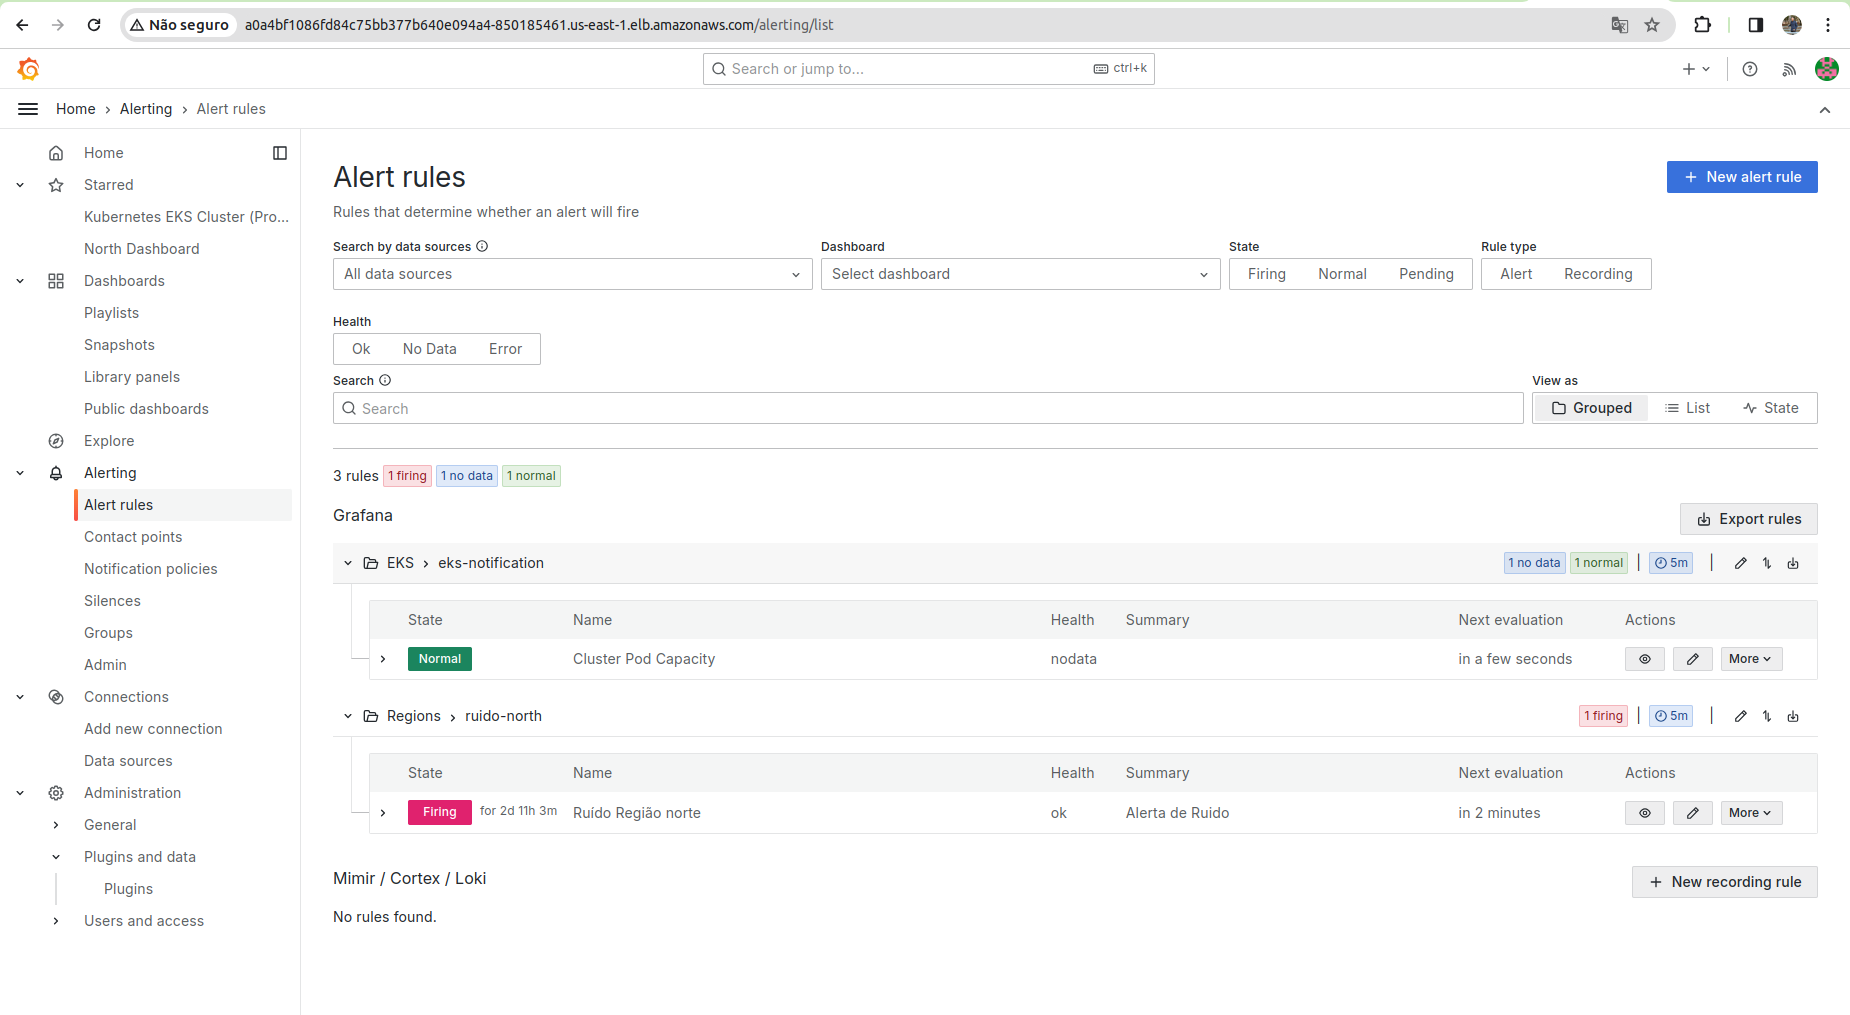 Não seguro a0a4bf1086fd84c75bb377b640e094a4-850185461.us-east-1.elb.amazonaws.com/alerting/list
Search or jump to... ctrl+k
Home › Alerting › Alert rules
Home
Starred
Kubernetes EKS Cluster (Pro...
North Dashboard
Dashboards
Playlists
Snapshots
Library panels
Public dashboards
Explore
Alerting
Alert rules
Contact points
Notification policies
Silences
Groups
Admin
Connections
Add new connection
Data sources
Administration
General
Plugins and data
Plugins
Users and access
Alert rules
+ New alert rule
Rules that determine whether an alert will fire
Search by data sources Dashboard State Rule type
All data sources Select dashboard Firing Normal Pending Alert Recording
Health
Ok No Data Error
Search View as
Search Grouped List State
3 rules 1 firing 1 no data 1 normal
Grafana Export rules
EKS › eks-notification 1 no data 1 normal | 5m |
State Name Health Summary Next evaluation Actions
Normal Cluster Pod Capacity nodata in a few seconds More
Regions › ruido-north 1 firing | 5m |
State Name Health Summary Next evaluation Actions
Firing for 2d 11h 3m Ruído Região norte ok Alerta de Ruido in 2 minutes More
Mimir / Cortex / Loki + New recording rule
No rules found.